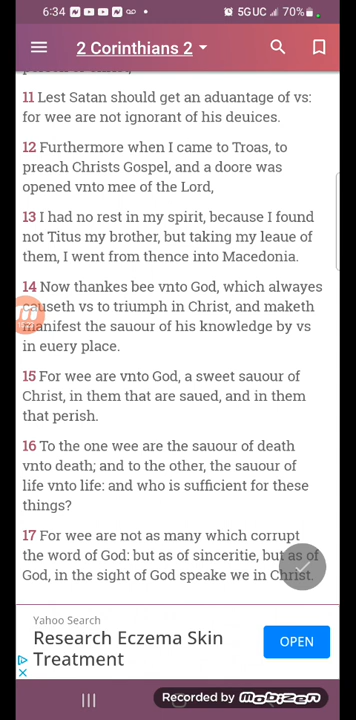 6:34
5G UC 70%
2 Corinthians 2
11 Lest Satan should get an aduantage of vs:
for wee are not ignorant of his deuices.
12 Furthermore when I came to Troas, to
preach Christs Gospel, and a doore was
opened vnto mee of the Lord,
13 I had no rest in my spirit, because I found
not Titus my brother, but taking my leaue of
them, I went from thence into Macedonia.
14 Now thankes bee vnto God, which alwayes
causeth vs to triumph in Christ, and maketh
manifest the sauour of his knowledge by vs
in euery place.
15 For wee are vnto God, a sweet sauour of
Christ, in them that are saued, and in them
that perish.
16 To the one wee are the sauour of death
vnto death; and to the other, the sauour of
life vnto life: and who is sufficient for these
things?
17 For wee are not as many which corrupt
the word of God: but as of sinceritie, but as of
God, in the sight of God speake we in Christ.
Yahoo Search
Research Eczema Skin
Treatment
OPEN
Recorded by mobizen